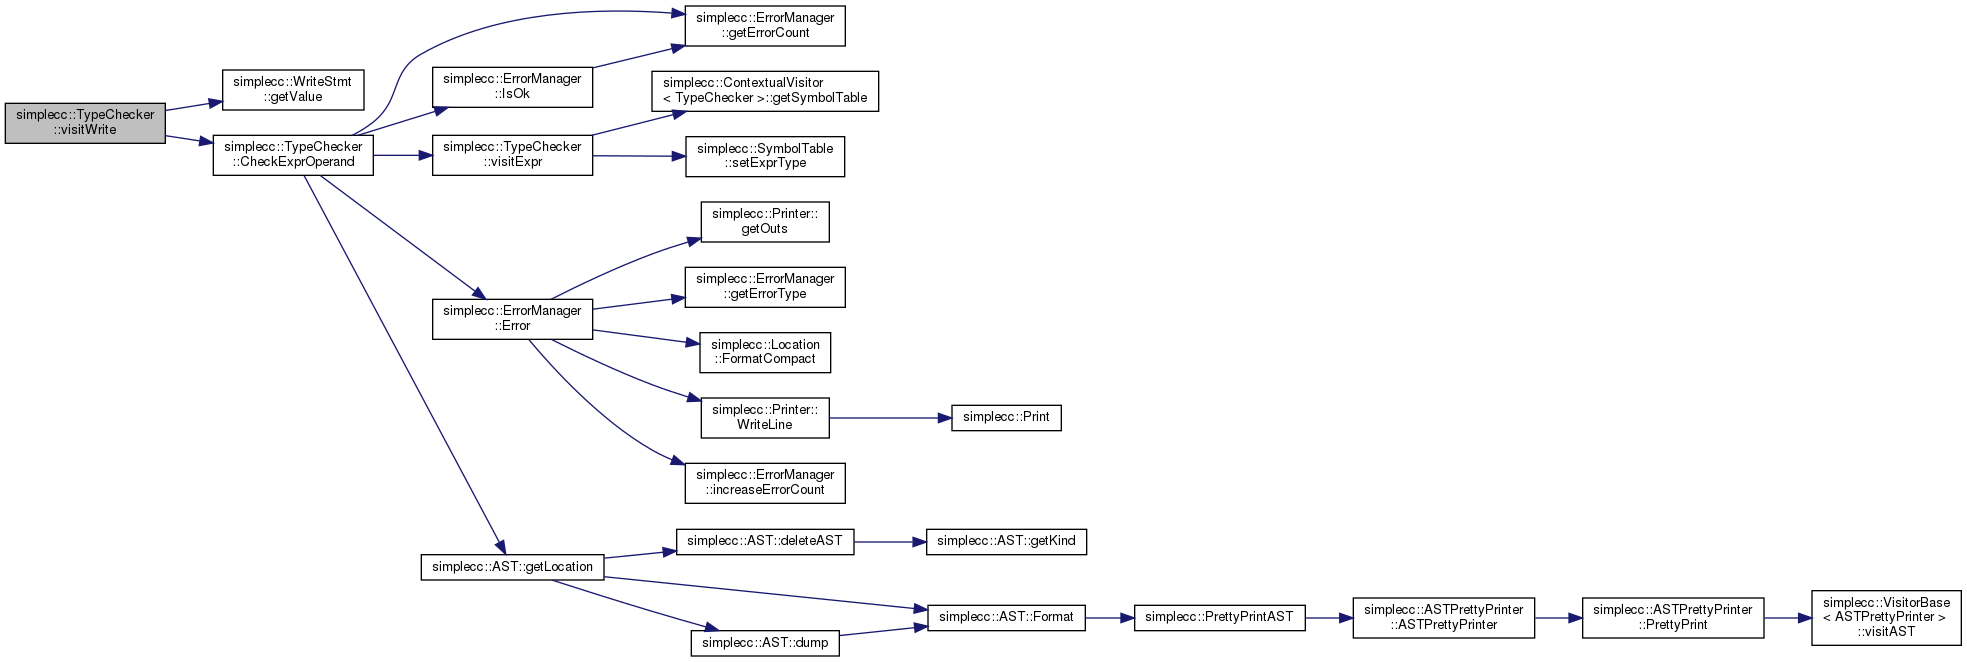 simplecc::TypeChecker
::visitWrite
simplecc::WriteStmt
::getValue
simplecc::TypeChecker
::CheckExprOperand
simplecc::ErrorManager
::getErrorCount
simplecc::ErrorManager
::IsOk
simplecc::TypeChecker
::visitExpr
simplecc::ContextualVisitor
< TypeChecker >::getSymbolTable
simplecc::SymbolTable
::setExprType
simplecc::ErrorManager
::Error
simplecc::Printer::
getOuts
simplecc::ErrorManager
::getErrorType
simplecc::Location
::FormatCompact
simplecc::Printer::
WriteLine
simplecc::Print
simplecc::ErrorManager
::increaseErrorCount
simplecc::AST::getLocation
simplecc::AST::deleteAST
simplecc::AST::getKind
simplecc::AST::dump
simplecc::AST::Format
simplecc::PrettyPrintAST
simplecc::ASTPrettyPrinter
::ASTPrettyPrinter
simplecc::ASTPrettyPrinter
::PrettyPrint
simplecc::VisitorBase
< ASTPrettyPrinter >
::visitAST